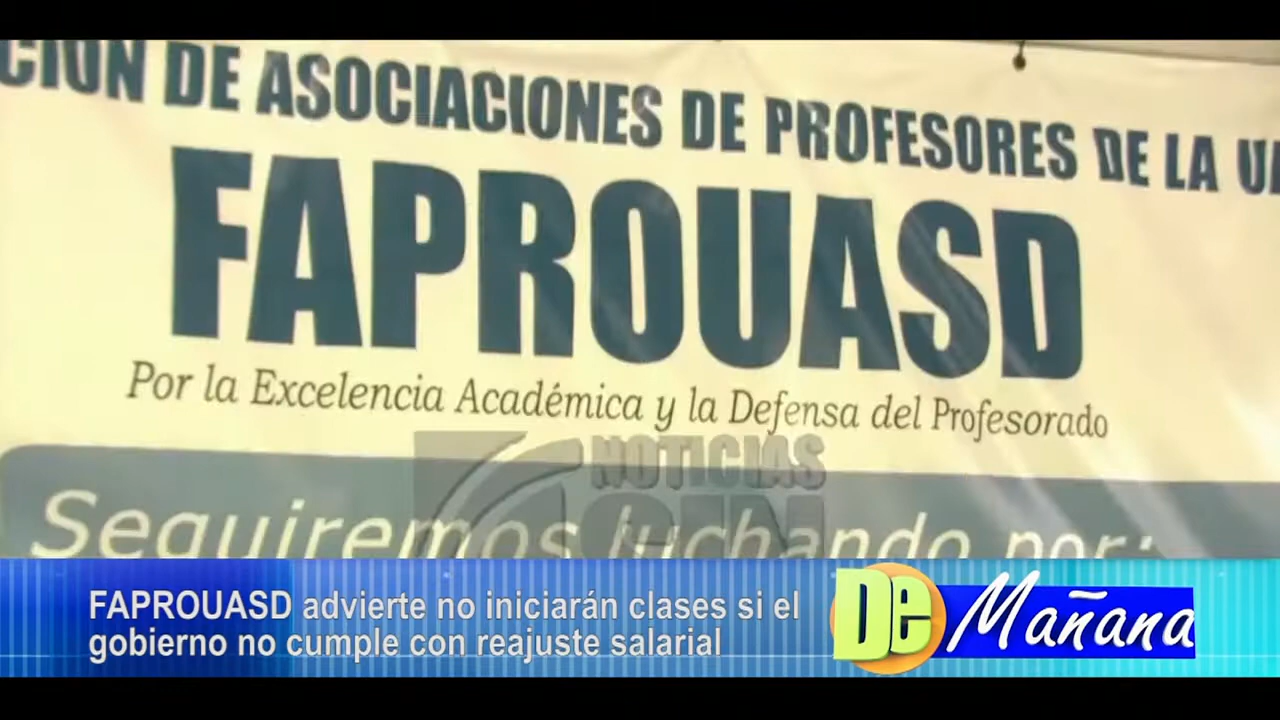 DE ASOCIACIONES DE PROFESORES DE LA
FAPROUASD
Por la Excelencia Académica y la Defensa del Profesorado
NOTICIAS
Seguiremos luchando por:
FAPROUASD advierte no iniciarán clases si el
gobierno no cumple con reajuste salarial
De Mañana